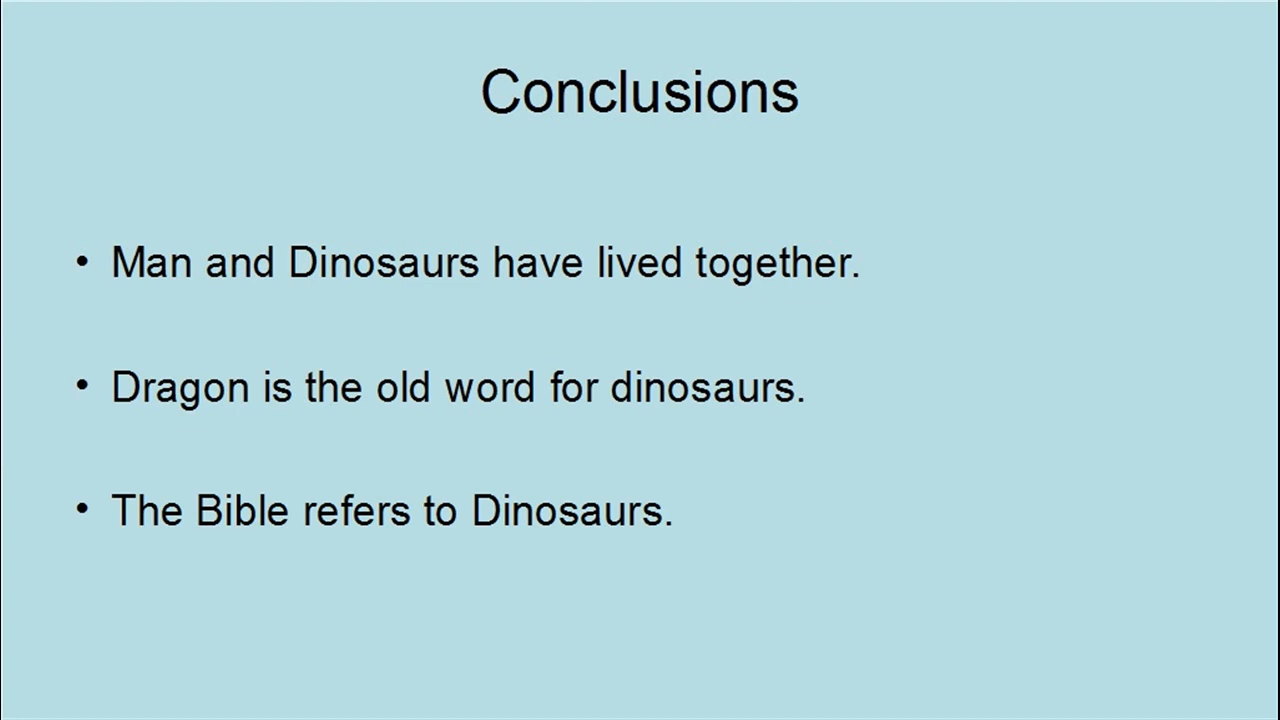 Conclusions
• Man and Dinosaurs have lived together.
• Dragon is the old word for dinosaurs.
• The Bible refers to Dinosaurs.